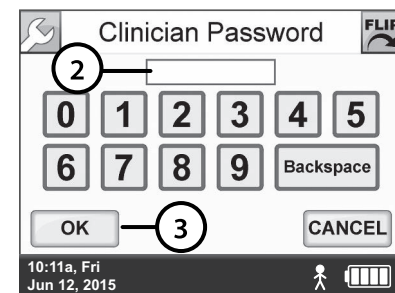 Clinician Password FLIP
2
0 1 2 3 4 5
6 7 8 9 Backspace
OK 3 CANCEL
10:11a, Fri
Jun 12, 2015